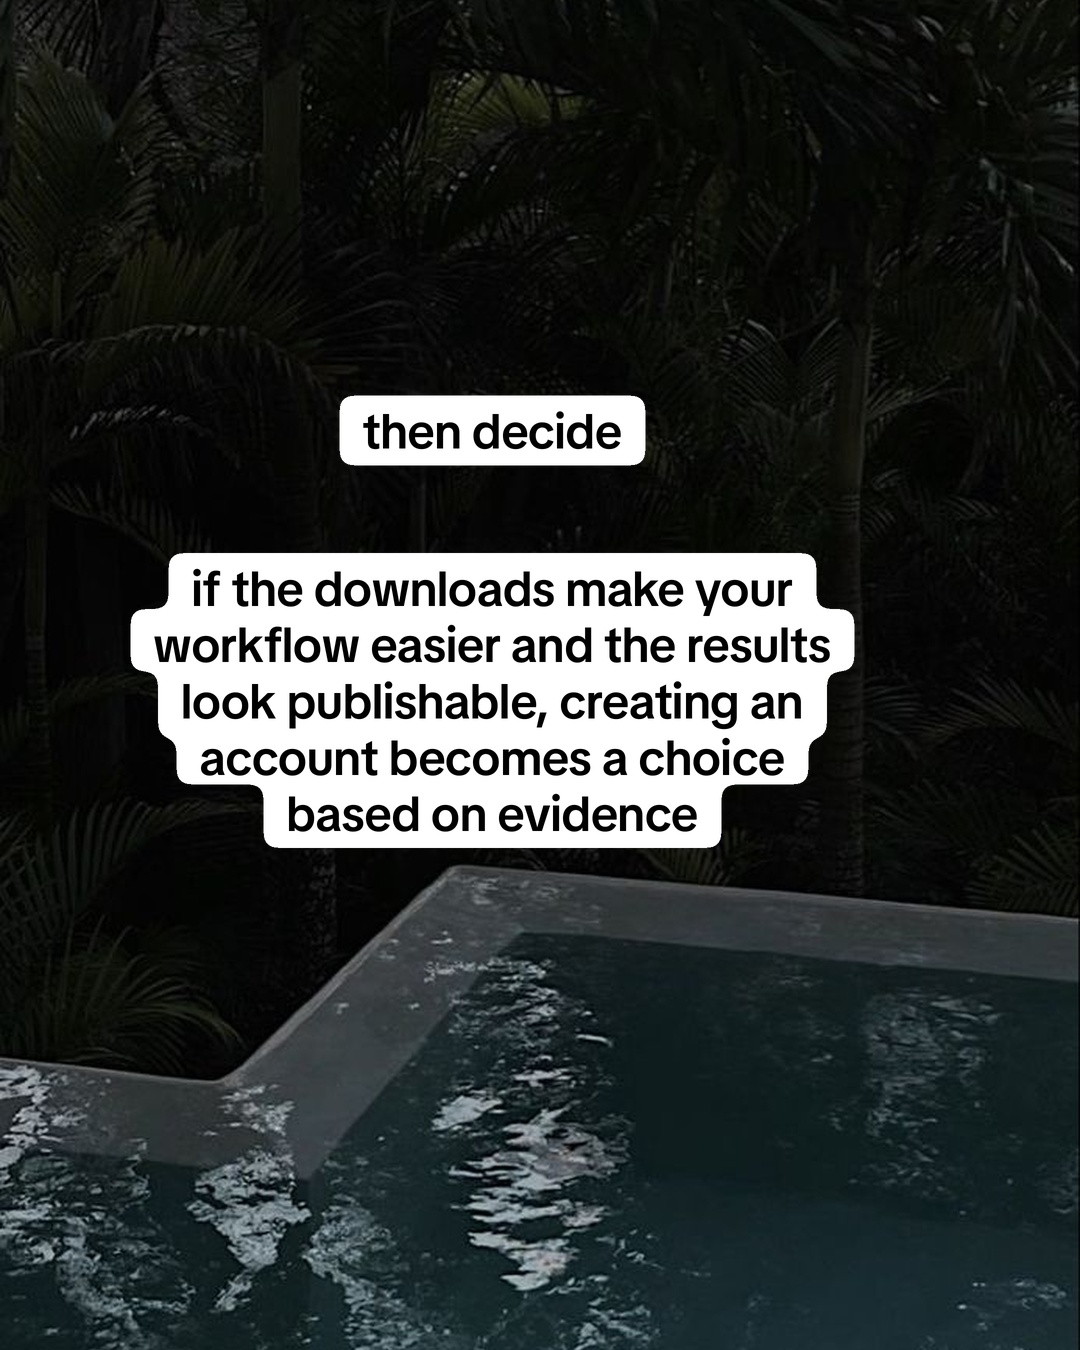 then decide
if the downloads make your
workflow easier and the results
look publishable, creating an
account becomes a choice
based on evidence